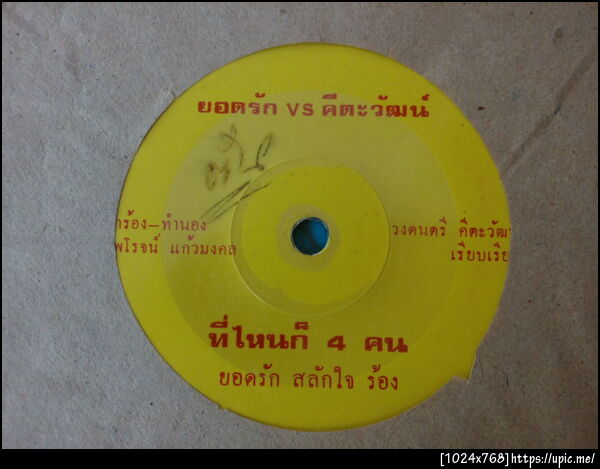 ยอดรัก VS คีตะวัฒน์
ำร้อง–ทำนอง
พโรจน์ แก้วมงคล
วงดนตรี คีตะวัฒ
เรียบเรีย
ที่ไหนก็ 4 คน
ยอดรัก สลักใจ ร้อง
[1024x768]https://upic.me/